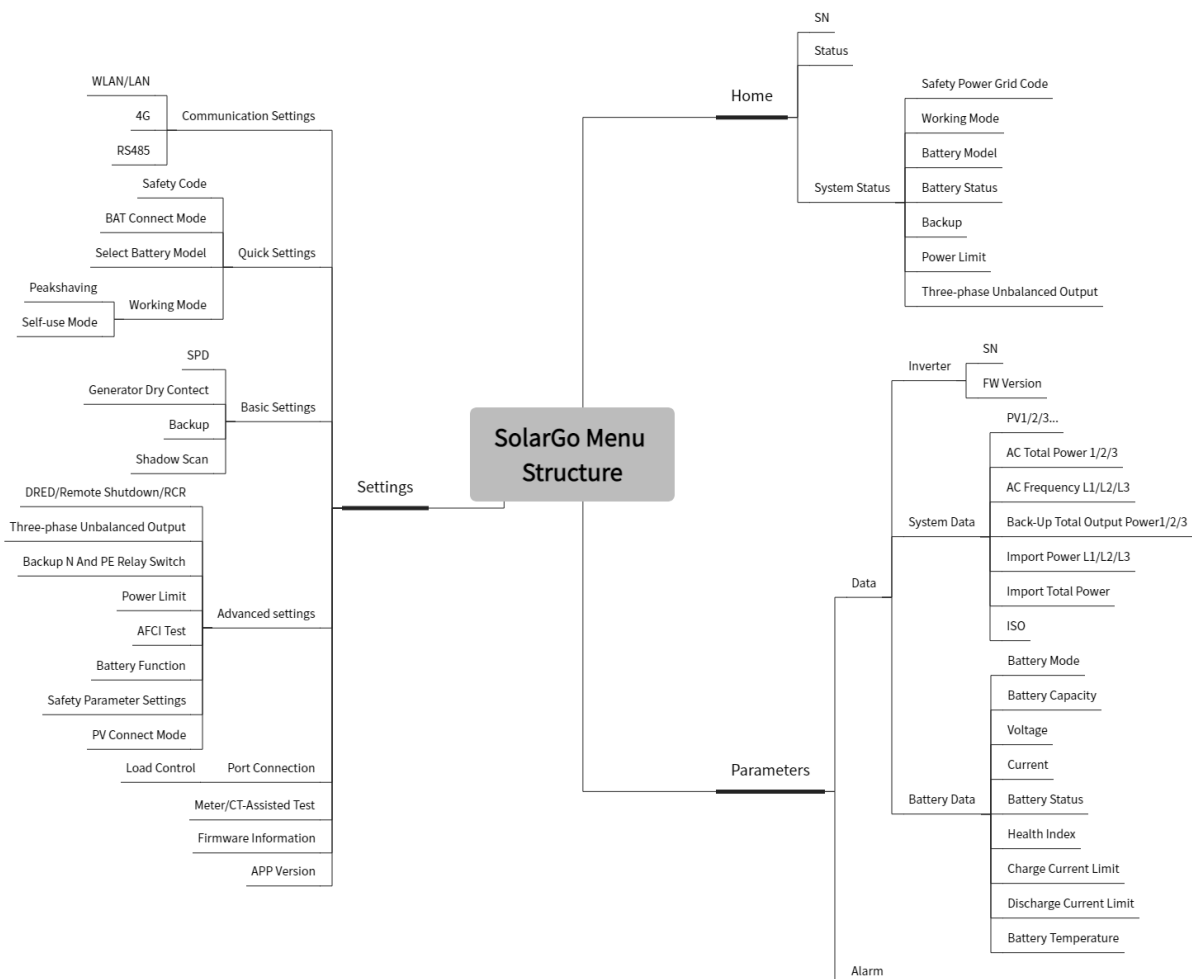 SolarGo Menu
Structure
Home
SN
Status
System Status
Safety Power Grid Code
Working Mode
Battery Model
Battery Status
Backup
Power Limit
Three-phase Unbalanced Output
Parameters
Data
Inverter
SN
FW Version
System Data
PV1/2/3...
AC Total Power 1/2/3
AC Frequency L1/L2/L3
Back-Up Total Output Power1/2/3
Import Power L1/L2/L3
Import Total Power
ISO
Battery Data
Battery Mode
Battery Capacity
Voltage
Current
Battery Status
Health Index
Charge Current Limit
Discharge Current Limit
Battery Temperature
Alarm
Settings
Communication Settings
WLAN/LAN
4G
RS485
Quick Settings
Safety Code
BAT Connect Mode
Select Battery Model
Working Mode
Peakshaving
Self-use Mode
Basic Settings
SPD
Generator Dry Contect
Backup
Shadow Scan
Advanced settings
DRED/Remote Shutdown/RCR
Three-phase Unbalanced Output
Backup N And PE Relay Switch
Power Limit
AFCI Test
Battery Function
Safety Parameter Settings
PV Connect Mode
Port Connection
Load Control
Meter/CT-Assisted Test
Firmware Information
APP Version